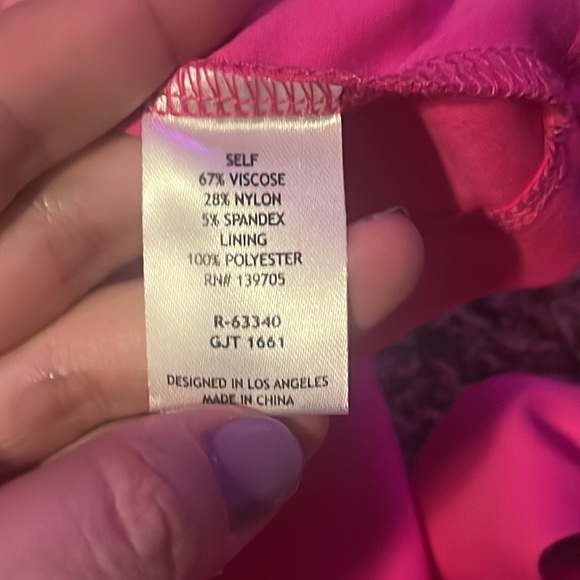 SELF
67% VISCOSE
28% NYLON
5% SPANDEX
LINING
100% POLYESTER
RN# 139705
R-63340
GJT 1661
DESIGNED IN LOS ANGELES
MADE IN CHINA